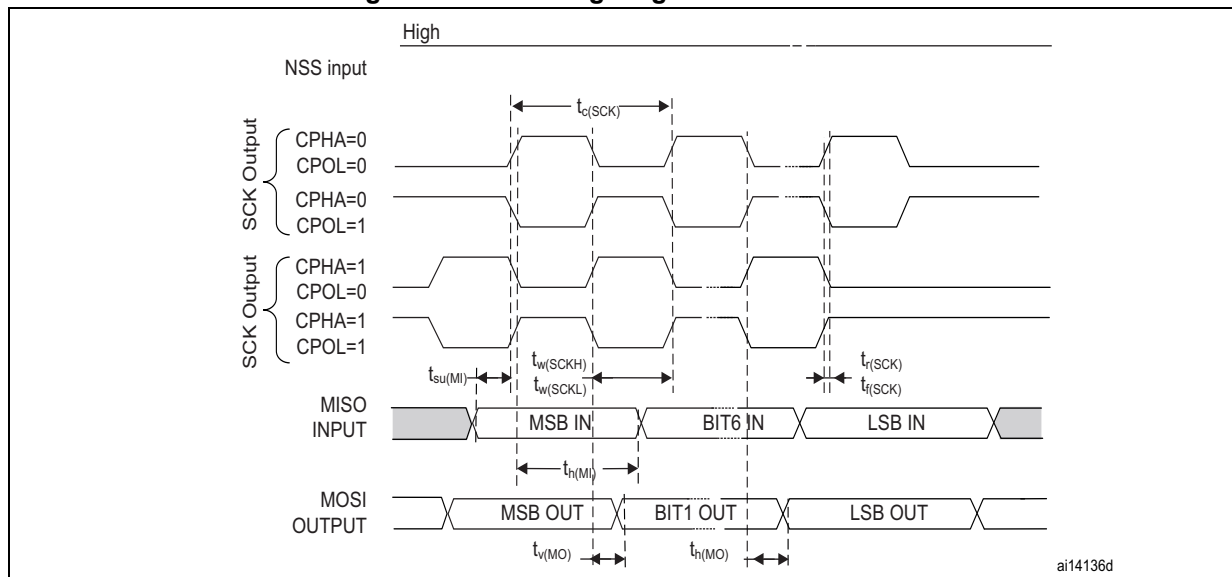 High
NSS input
tc(SCK)
SCK Output
CPHA=0
CPOL=0
CPHA=0
CPOL=1
SCK Output
CPHA=1
CPOL=0
CPHA=1
CPOL=1
tw(SCKH)
tw(SCKL)
tr(SCK)
tf(SCK)
tsu(MI)
MISO
INPUT
MSB IN
BIT6 IN
LSB IN
th(MI)
MOSI
OUTPUT
MSB OUT
BIT1 OUT
LSB OUT
tv(MO)
th(MO)
ai14136d